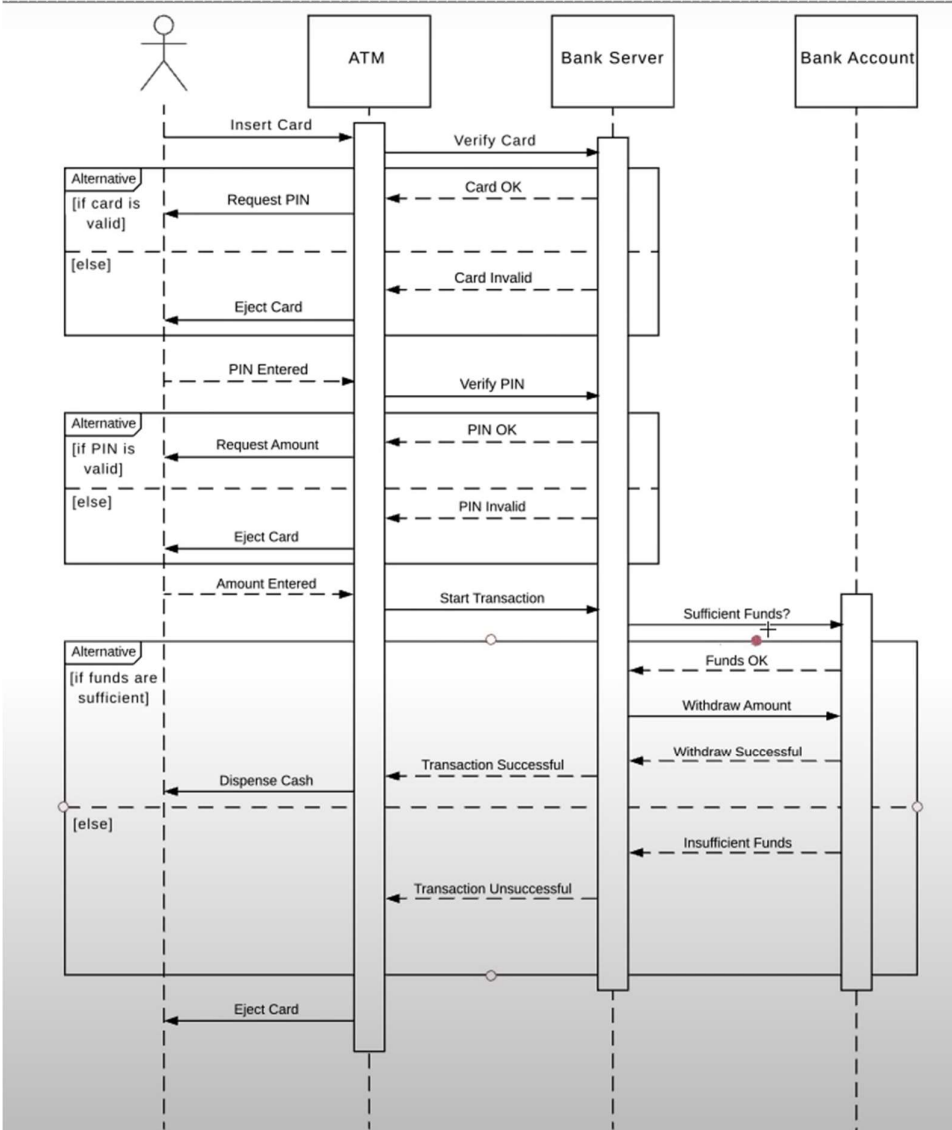 ATM
Bank Server
Bank Account
Insert Card
Verify Card
Alternative
Card OK
[if card is
valid]
Request PIN
[else]
Card Invalid
Eject Card
PIN Entered
Verify PIN
Alternative
PIN OK
[if PIN is
valid]
Request Amount
[else]
PIN Invalid
Eject Card
Amount Entered
Start Transaction
Sufficient Funds?
Alternative
Funds OK
[if funds are
sufficient]
Withdraw Amount
Withdraw Successful
Transaction Successful
Dispense Cash
[else]
Insufficient Funds
Transaction Unsuccessful
Eject Card